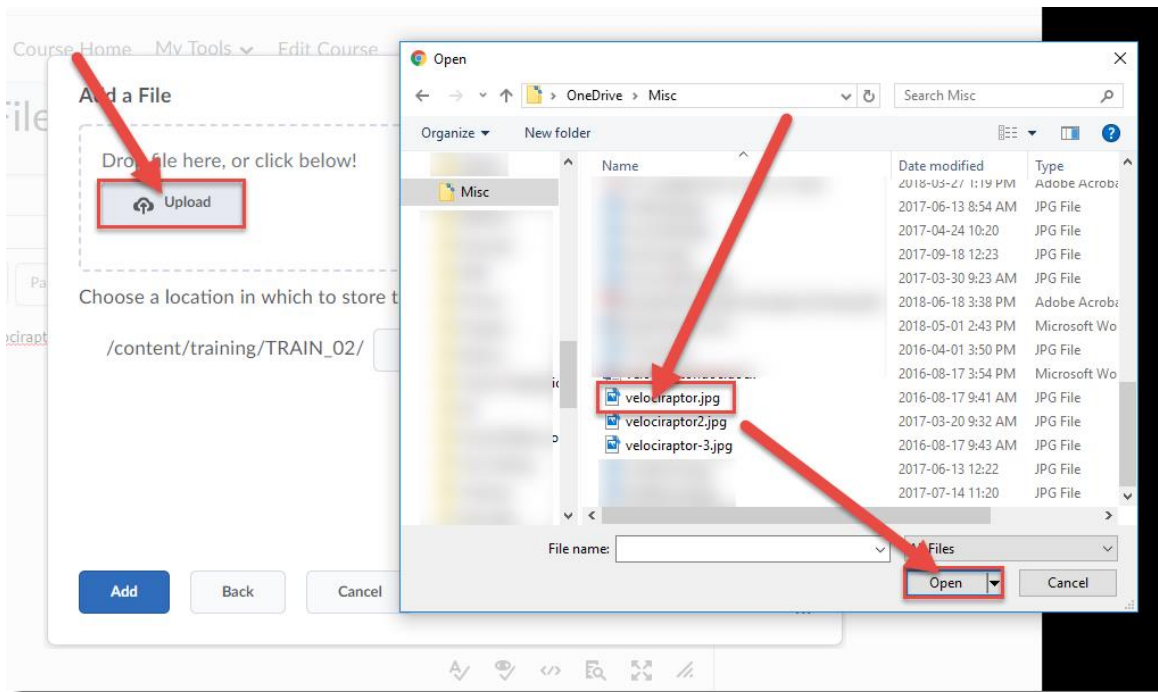 Course Home My Tools Edit Course
File
Add a File
Drop file here, or click below!
Upload
Choose a location in which to store t
/content/training/TRAIN_02/
Pa
ocirapt
Add Back Cancel
Open
OneDrive > Misc
Search Misc
Organize New folder
Misc
Name Date modified Type
2018-03-27 1:19 PM Adobe Acroba
2017-06-13 8:54 AM JPG File
2017-04-24 10:20 JPG File
2017-09-18 12:23 JPG File
2017-03-30 9:23 AM JPG File
2018-06-18 3:38 PM Adobe Acroba
2018-05-01 2:43 PM Microsoft Wo
2016-04-01 3:50 PM JPG File
2016-08-17 3:54 PM Microsoft Wo
velociraptor.jpg 2016-08-17 9:41 AM JPG File
velociraptor2.jpg 2017-03-20 9:32 AM JPG File
velociraptor-3.jpg 2016-08-17 9:43 AM JPG File
2017-06-13 12:22 JPG File
2017-07-14 11:20 JPG File
File name: All Files
Open Cancel